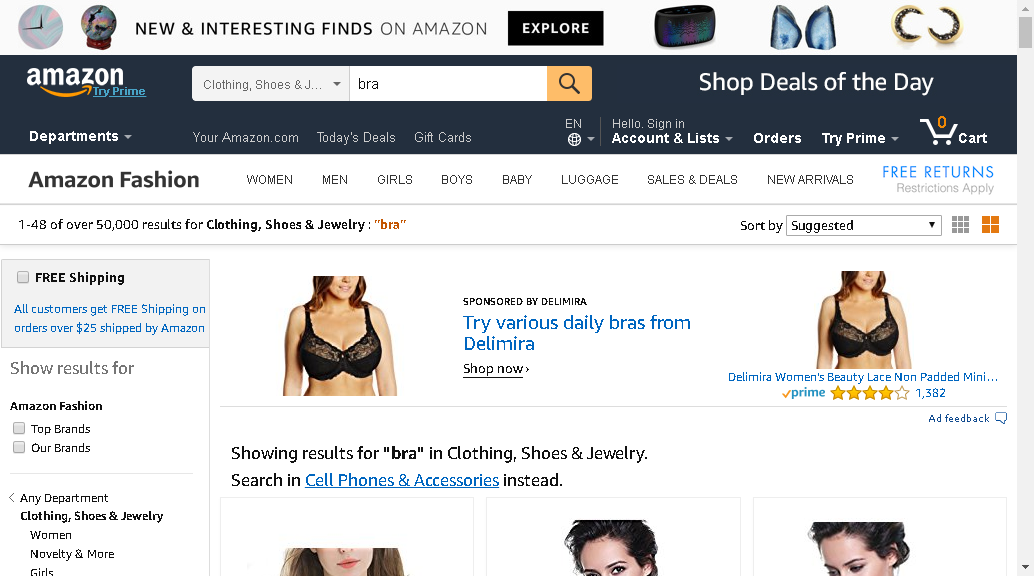 NEW & INTERESTING FINDS ON AMAZON EXPLORE
amazon
Try Prime
Clothing, Shoes & J... bra
Shop Deals of the Day
Departments
Your Amazon.com Today's Deals Gift Cards
EN
Hello. Sign in
Account & Lists
Orders
Try Prime
0
Cart
Amazon Fashion
WOMEN MEN GIRLS BOYS BABY LUGGAGE SALES & DEALS NEW ARRIVALS
FREE RETURNS
Restrictions Apply
1-48 of over 50,000 results for Clothing, Shoes & Jewelry : "bra"
Sort by Suggested
FREE Shipping
All customers get FREE Shipping on
orders over $25 shipped by Amazon
Show results for
Amazon Fashion
Top Brands
Our Brands
Any Department
Clothing, Shoes & Jewelry
Women
Novelty & More
Girls
SPONSORED BY DELIMIRA
Try various daily bras from
Delimira
Shop now ›
Delimira Women's Beauty Lace Non Padded Mini...
prime 1,382
Ad feedback
Showing results for "bra" in Clothing, Shoes & Jewelry.
Search in Cell Phones & Accessories instead.